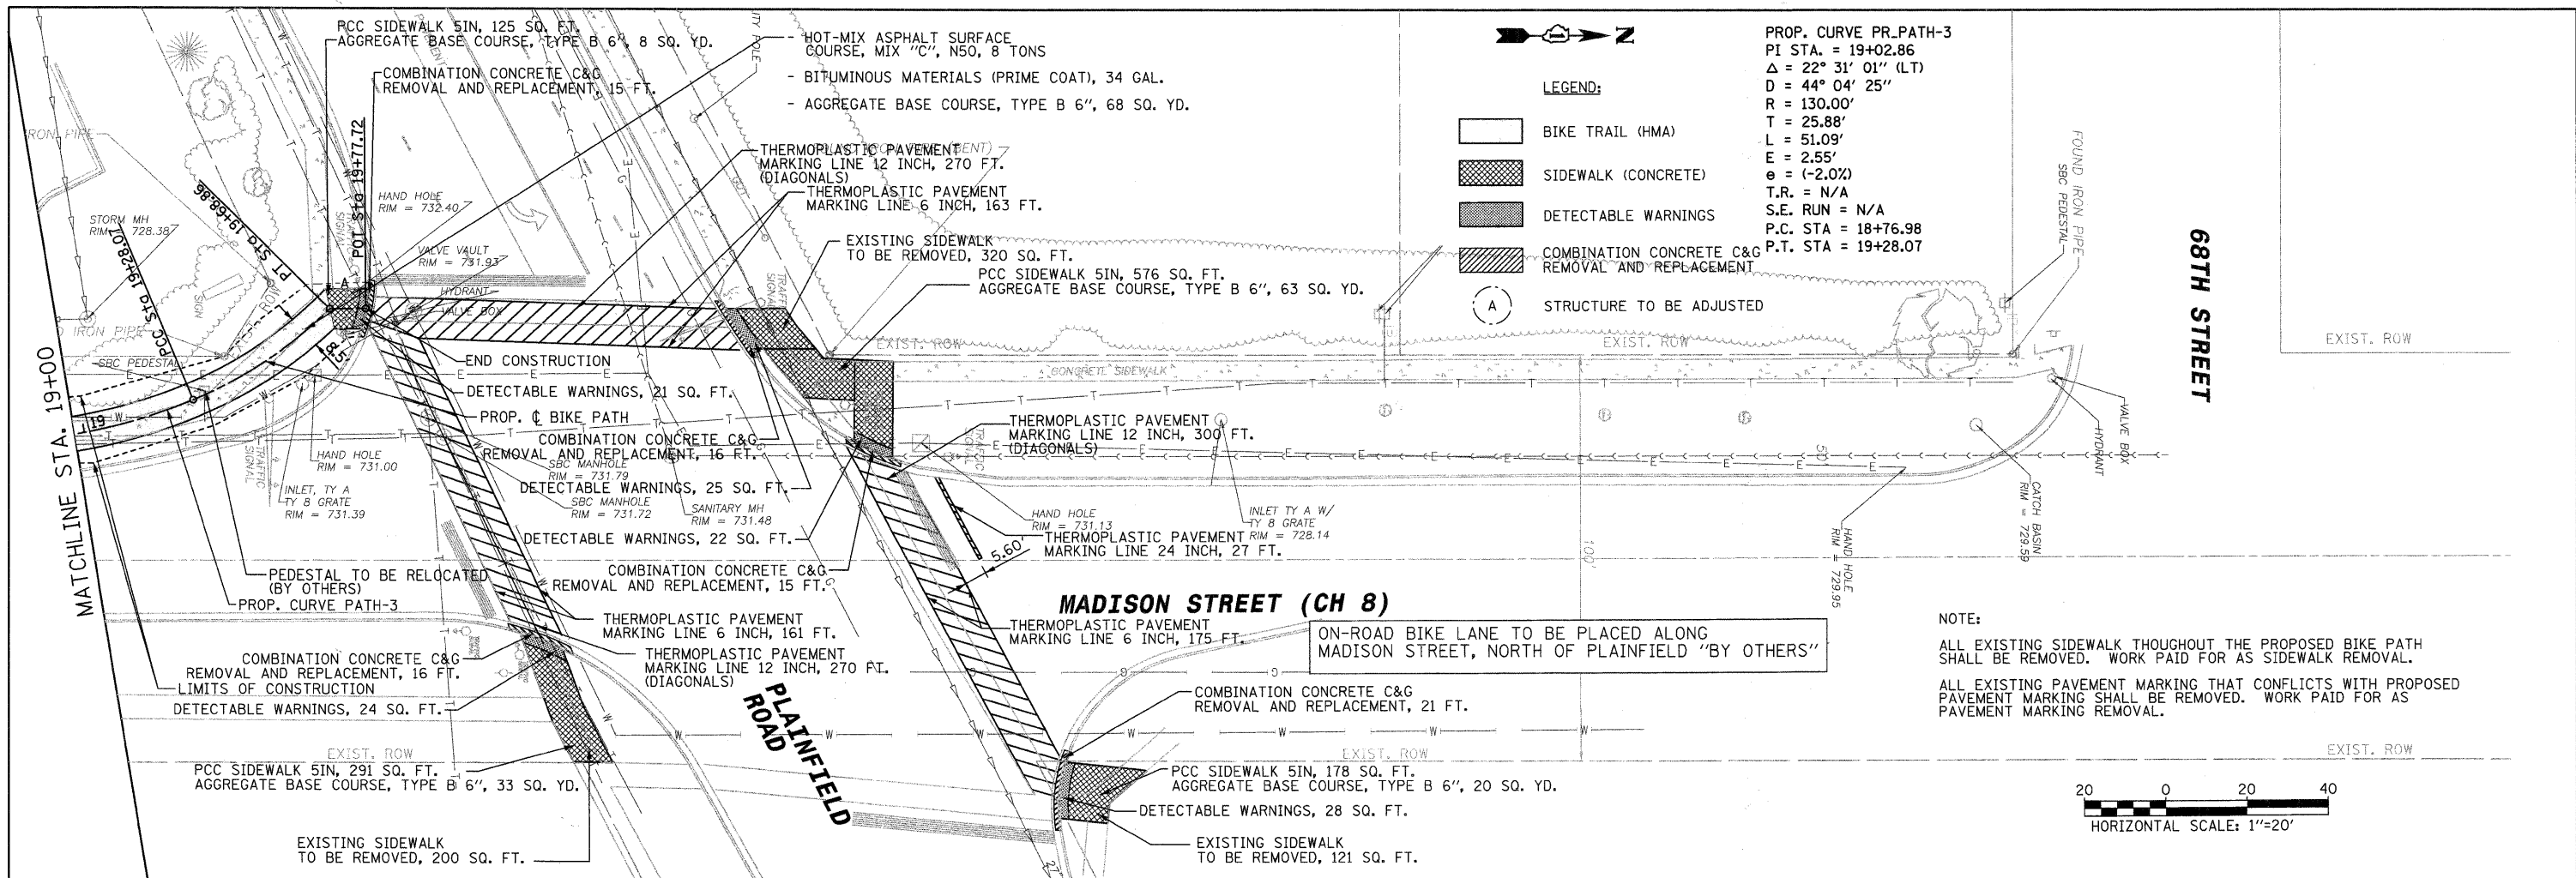 RCC SIDEWALK 5IN, 125 SQ. FT.
AGGREGATE BASE COURSE, TYPE B 6", 8 SQ. YD.
COMBINATION CONCRETE C&G
REMOVAL AND REPLACEMENT, 15 FT.
- HOT-MIX ASPHALT SURFACE
COURSE, MIX "C", N50, 8 TONS
- BITUMINOUS MATERIALS (PRIME COAT), 34 GAL.
- AGGREGATE BASE COURSE, TYPE B 6", 68 SQ. YD.
THERMOPLASTIC PAVEMENT
MARKING LINE 12 INCH, 270 FT.
(DIAGONALS)
THERMOPLASTIC PAVEMENT
MARKING LINE 6 INCH, 163 FT.
EXISTING SIDEWALK
TO BE REMOVED, 320 SQ. FT.
PCC SIDEWALK 5IN, 576 SQ. FT.
AGGREGATE BASE COURSE, TYPE B 6", 63 SQ. YD.
Z
LEGEND:
BIKE TRAIL (HMA)
SIDEWALK (CONCRETE)
DETECTABLE WARNINGS
COMBINATION CONCRETE C&G
REMOVAL AND REPLACEMENT
A
STRUCTURE TO BE ADJUSTED
PROP. CURVE PR_PATH-3
PI STA. = 19+02.86
Δ = 22° 31' 01" (LT)
D = 44° 04' 25"
R = 130.00'
T = 25.88'
L = 51.09'
E = 2.55'
e = (-2.0%)
T.R. = N/A
S.E. RUN = N/A
P.C. STA = 18+76.98
P.T. STA = 19+28.07
FOUND IRON PIPE
SBC PEDESTAL
68TH STREET
EXIST. ROW
EXIST. ROW
EXIST. ROW
CONCRETE SIDEWALK
IRON PIPE
STORM MH
RIM = 728.38
PCC Sta 19+28.07
PI Sta 19+68.86
POT Sta 19+77.72
HAND HOLE
RIM = 732.40
VALVE VAULT
RIM = 731.93
HYDRANT
VALVE BOX
A
SIGN
ROW
IRON PIPE
SBC PEDESTAL
8.5'
19
MATCHLINE STA. 19+00
TRAFFIC
SIGNAL
HAND HOLE
RIM = 731.00
INLET, TY A
TY 8 GRATE
RIM = 731.39
END CONSTRUCTION
DETECTABLE WARNINGS, 21 SQ. FT.
PROP. ℄ BIKE PATH
COMBINATION CONCRETE C&G
REMOVAL AND REPLACEMENT, 16 FT.
SBC MANHOLE
RIM = 731.79
DETECTABLE WARNINGS, 25 SQ. FT.
SBC MANHOLE
RIM = 731.72
SANITARY MH
RIM = 731.48
DETECTABLE WARNINGS, 22 SQ. FT.
COMBINATION CONCRETE C&G
REMOVAL AND REPLACEMENT, 15 FT.
THERMOPLASTIC PAVEMENT
MARKING LINE 12 INCH, 300 FT.
(DIAGONALS)
HAND HOLE
RIM = 731.13
INLET TY A W/
TY 8 GRATE
RIM = 728.14
THERMOPLASTIC PAVEMENT
MARKING LINE 24 INCH, 27 FT.
5.60'
50'
100'
HAND HOLE
RIM = 729.95
CATCH BASIN
RIM = 729.59
VALVE BOX
HYDRANT
PEDESTAL TO BE RELOCATED
(BY OTHERS)
PROP. CURVE PATH-3
THERMOPLASTIC PAVEMENT
MARKING LINE 6 INCH, 161 FT.
THERMOPLASTIC PAVEMENT
MARKING LINE 12 INCH, 270 FT.
(DIAGONALS)
MADISON STREET (CH 8)
THERMOPLASTIC PAVEMENT
MARKING LINE 6 INCH, 175 FT.
ON-ROAD BIKE LANE TO BE PLACED ALONG
MADISON STREET, NORTH OF PLAINFIELD "BY OTHERS"
COMBINATION CONCRETE C&G
REMOVAL AND REPLACEMENT, 16 FT.
LIMITS OF CONSTRUCTION
DETECTABLE WARNINGS, 24 SQ. FT.
EXIST. ROW
PCC SIDEWALK 5IN, 291 SQ. FT.
AGGREGATE BASE COURSE, TYPE B 6", 33 SQ. YD.
EXISTING SIDEWALK
TO BE REMOVED, 200 SQ. FT.
PLAINFIELD
ROAD
COMBINATION CONCRETE C&G
REMOVAL AND REPLACEMENT, 21 FT.
EXIST. ROW
PCC SIDEWALK 5IN, 178 SQ. FT.
AGGREGATE BASE COURSE, TYPE B 6", 20 SQ. YD.
DETECTABLE WARNINGS, 28 SQ. FT.
EXISTING SIDEWALK
TO BE REMOVED, 121 SQ. FT.
NOTE:
ALL EXISTING SIDEWALK THOUGHOUT THE PROPOSED BIKE PATH
SHALL BE REMOVED. WORK PAID FOR AS SIDEWALK REMOVAL.
ALL EXISTING PAVEMENT MARKING THAT CONFLICTS WITH PROPOSED
PAVEMENT MARKING SHALL BE REMOVED. WORK PAID FOR AS
PAVEMENT MARKING REMOVAL.
EXIST. ROW
20 0 20 40
HORIZONTAL SCALE: 1"=20'